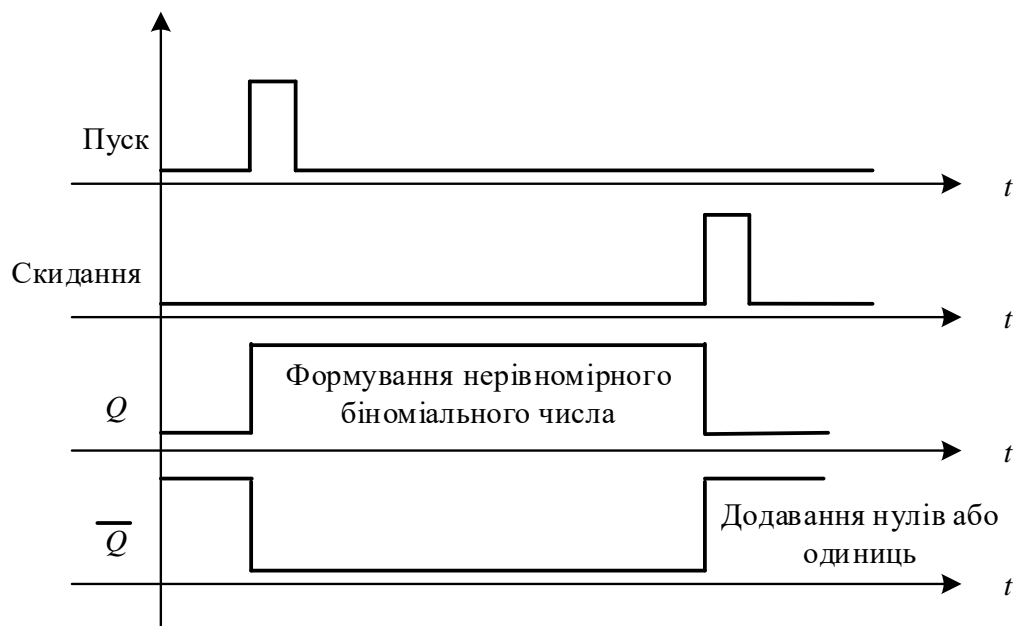 Пуск
t
Скидання
t
Формування нерівномірного
біноміального числа
Q
t
Додавання нулів або
одиниць
Q̅
t